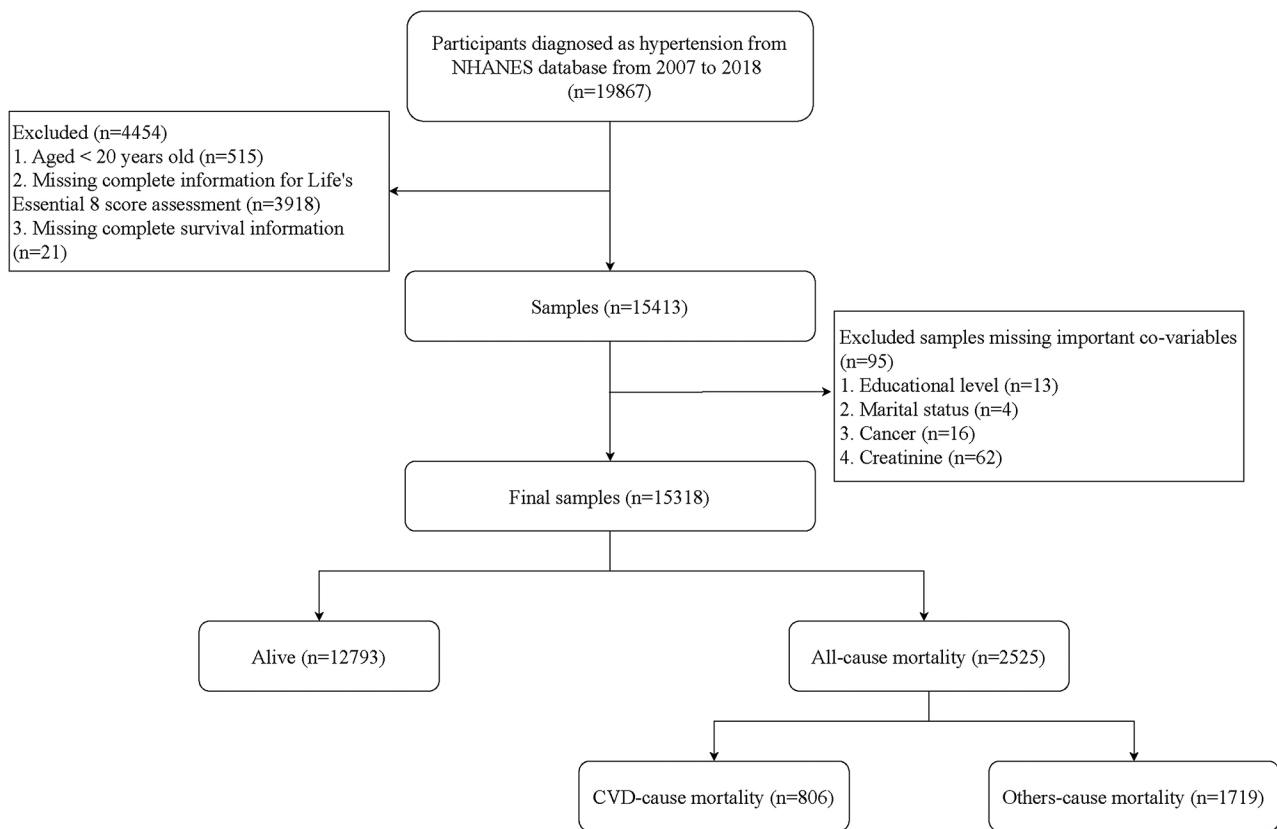 Participants diagnosed as hypertension from
NHANES database from 2007 to 2018
(n=19867)
Excluded (n=4454)
1. Aged < 20 years old (n=515)
2. Missing complete information for Life's
Essential 8 score assessment (n=3918)
3. Missing complete survival information
(n=21)
Samples (n=15413)
Excluded samples missing important co-variables
(n=95)
1. Educational level (n=13)
2. Marital status (n=4)
3. Cancer (n=16)
4. Creatinine (n=62)
Final samples (n=15318)
Alive (n=12793)
All-cause mortality (n=2525)
CVD-cause mortality (n=806)
Others-cause mortality (n=1719)